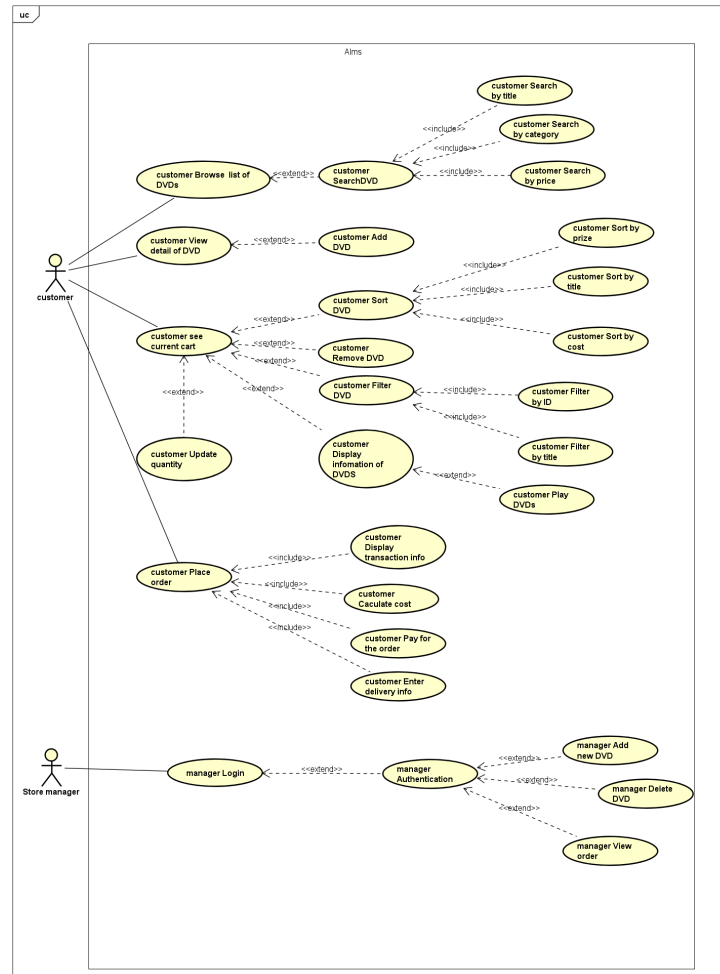 uc
AIms
customer Search
by title
<<include>>
customer Search
by category
<<include>>
customer Browse  list of
DVDs
<<extend>>
customer
SearchDVD
<<include>>
customer Search
by price
customer View
detail of DVD
<<extend>>
customer Add
DVD
customer Sort by
prize
<<include>>
customer Sort by
title
<<include>>
customer
customer Sort
DVD
<<extend>>
<<include>>
customer Sort by
cost
customer see
current cart
<<extend>>
customer
Remove DVD
<<extend>>
customer Filter
DVD
<<extend>>
<<extend>>
<<include>>
customer Filter
by ID
<<include>>
customer Filter
by title
customer Update
quantity
customer
Display
infomation of
DVDS
<<extend>>
customer Play
DVDs
customer
Display
transaction info
<<include>>
customer Place
order
<<include>>
customer
Caculate cost
<<include>>
<<include>>
customer Pay for
the order
customer Enter
delivery info
Store manager
manager Login
<<extend>>
manager
Authentication
<<extend>>
manager Add
new DVD
<<extend>>
manager Delete
DVD
<<extend>>
manager View
order